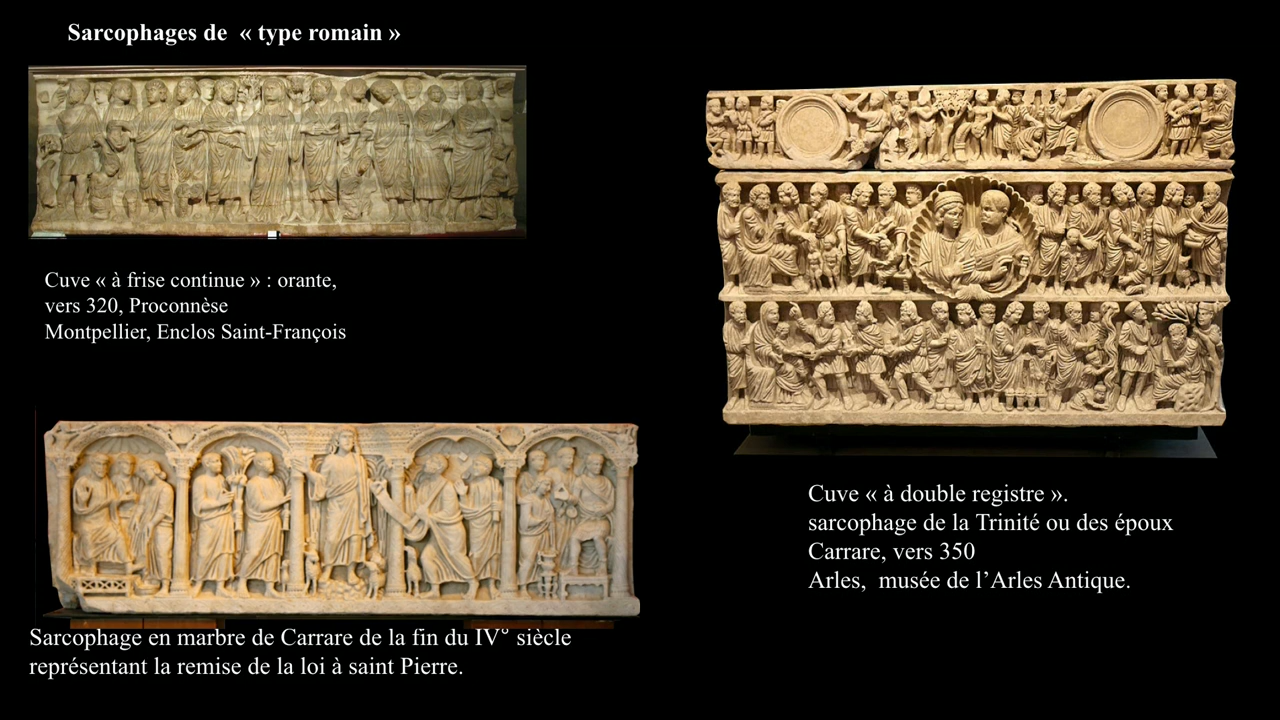 Sarcophages de « type romain »
Cuve « à frise continue » : orante,
vers 320, Proconnèse
Montpellier, Enclos Saint-François
Sarcophage en marbre de Carrare de la fin du IV° siècle
représentant la remise de la loi à saint Pierre.
Cuve « à double registre ».
sarcophage de la Trinité ou des époux
Carrare, vers 350
Arles, musée de l’Arles Antique.